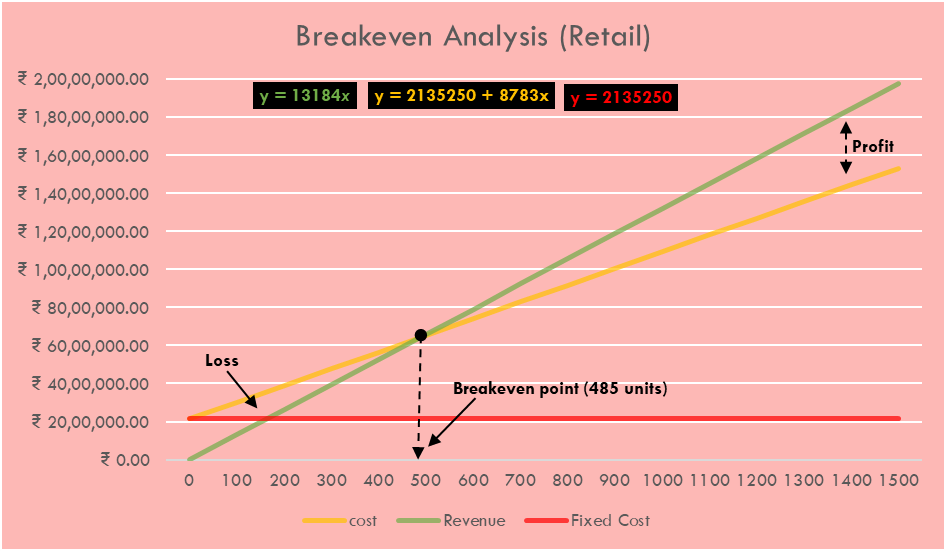 Breakeven Analysis (Retail)
₹ 2,00,00,000.00
y = 13184x
y = 2135250 + 8783x
y = 2135250
₹ 1,80,00,000.00
Profit
₹ 1,60,00,000.00
₹ 1,40,00,000.00
₹ 1,20,00,000.00
₹ 1,00,00,000.00
₹ 80,00,000.00
₹ 60,00,000.00
Loss
₹ 40,00,000.00
Breakeven point (485 units)
₹ 20,00,000.00
₹ 0.00
0 100 200 300 400 500 600 700 800 900 1000 1100 1200 1300 1400 1500
cost Revenue Fixed Cost